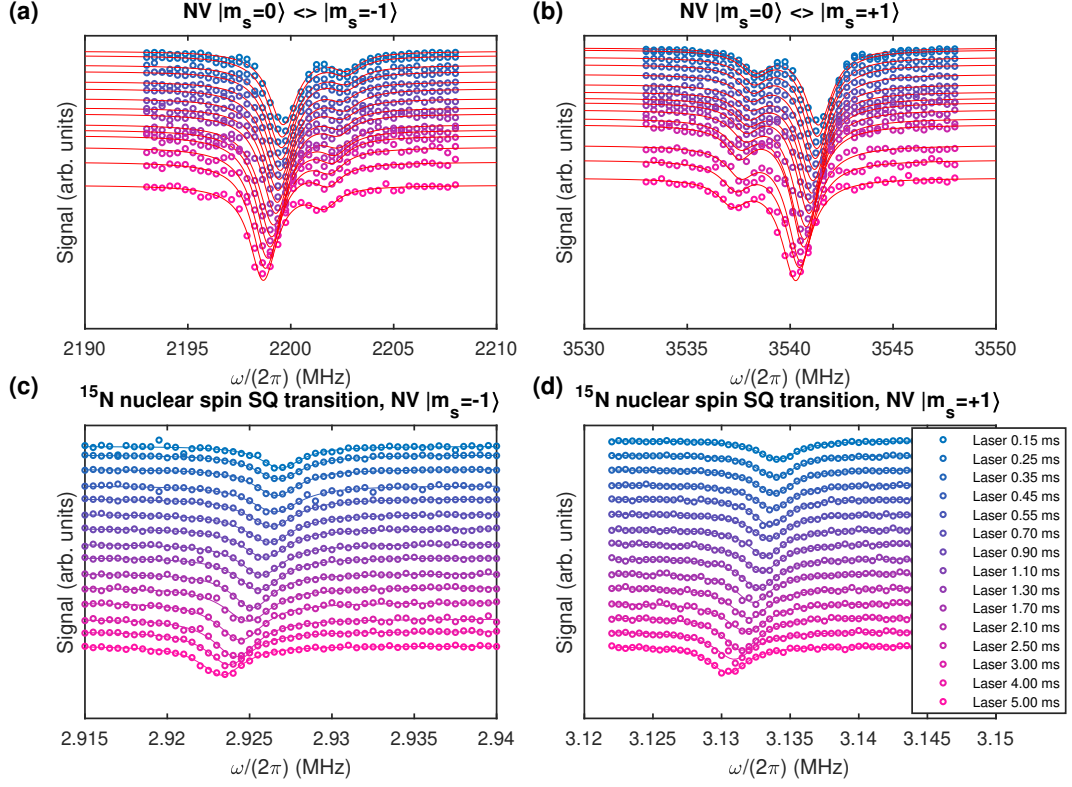 (a)
NV |m_s=0⟩ <> |m_s=-1⟩
Signal (arb. units)
2190 2195 2200 2205 2210
ω/(2π) (MHz)
(b)
NV |m_s=0⟩ <> |m_s=+1⟩
Signal (arb. units)
3530 3535 3540 3545 3550
ω/(2π) (MHz)
(c)
¹⁵N nuclear spin SQ transition, NV |m_s=-1⟩
Signal (arb. units)
2.915 2.92 2.925 2.93 2.935 2.94
ω/(2π) (MHz)
(d)
¹⁵N nuclear spin SQ transition, NV |m_s=+1⟩
Signal (arb. units)
3.12 3.125 3.13 3.135 3.14 3.145 3.15
ω/(2π) (MHz)
Laser 0.15 ms
Laser 0.25 ms
Laser 0.35 ms
Laser 0.45 ms
Laser 0.55 ms
Laser 0.70 ms
Laser 0.90 ms
Laser 1.10 ms
Laser 1.30 ms
Laser 1.70 ms
Laser 2.10 ms
Laser 2.50 ms
Laser 3.00 ms
Laser 4.00 ms
Laser 5.00 ms